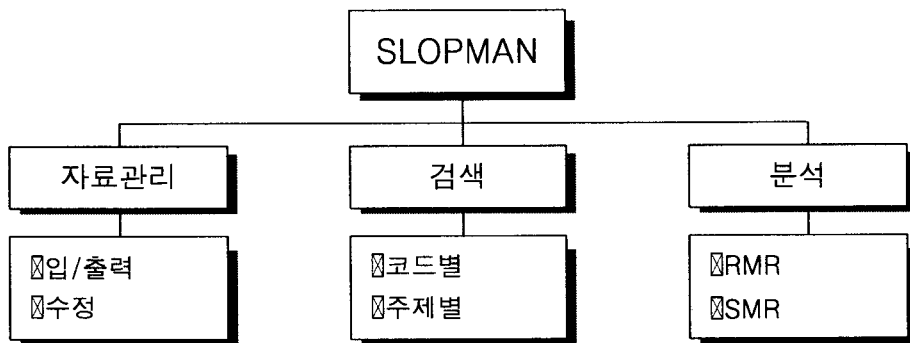 SLOPMAN
자료관리
검색
분석
입/출력
수정
코드별
주제별
RMR
SMR